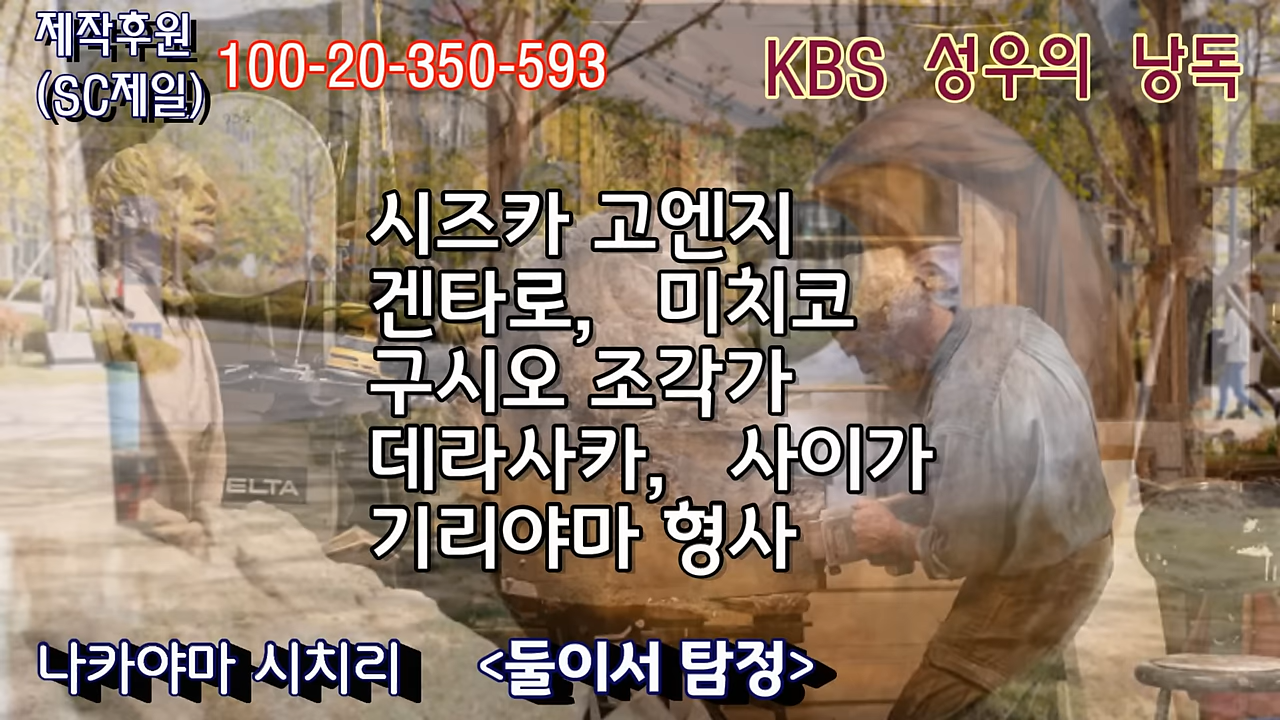 제작후원
(SC제일)
100-20-350-593
KBS 성우의 낭독
시즈카 고엔지
겐타로, 미치코
구시오 조각가
데라사카, 사이가
기리야마 형사
ELTA
나카야마 시치리 <둘이서 탐정>